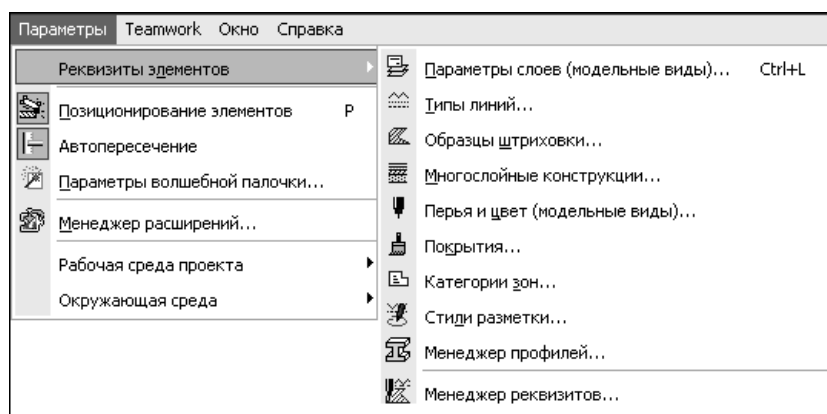 Параметры Teamwork Окно Справка
Реквизиты элементов
Позиционирование элементов P
Автопересечение
Параметры волшебной палочки...
Менеджер расширений...
Рабочая среда проекта
Окружающая среда
Параметры слоев (модельные виды)... Ctrl+L
Типы линий...
Образцы штриховки...
Многослойные конструкции...
Перья и цвет (модельные виды)...
Покрытия...
Категории зон...
Стили разметки...
Менеджер профилей...
Менеджер реквизитов...